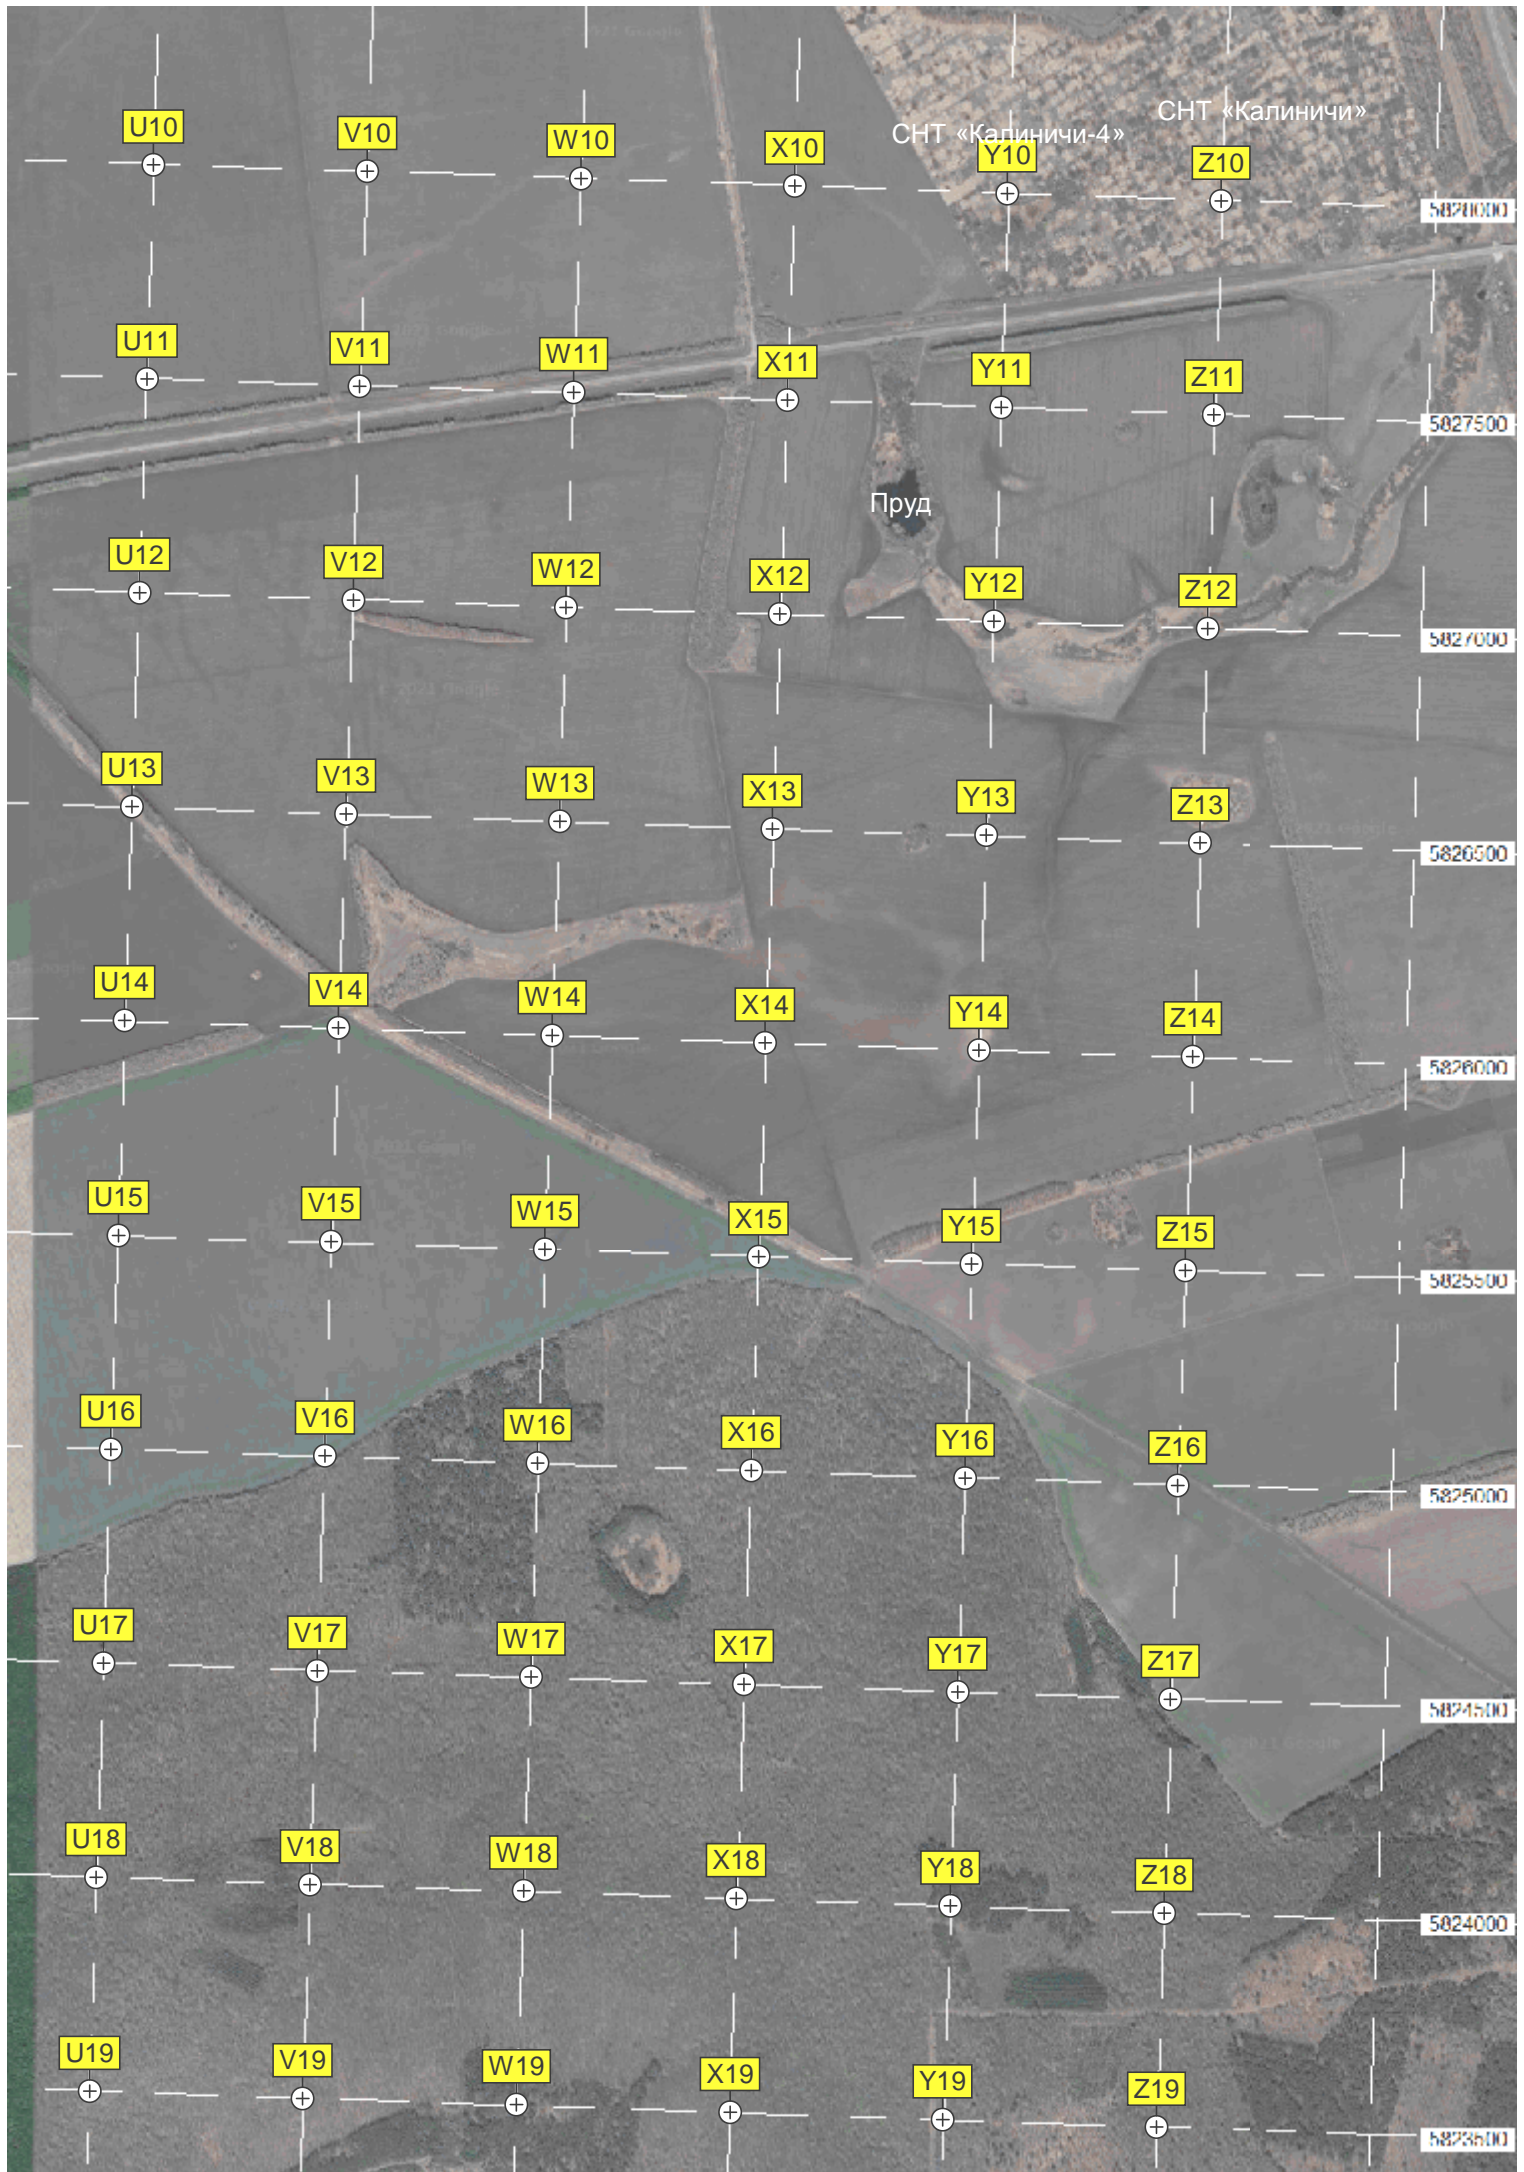 СНТ «Калиничи»
СНТ «Калиничи-4»
U10 V10 W10 X10 Y10 Z10
5828000
U11 V11 W11 X11 Y11 Z11
5827500
Пруд
U12 V12 W12 X12 Y12 Z12
5827000
U13 V13 W13 X13 Y13 Z13
5826500
U14 V14 W14 X14 Y14 Z14
5826000
U15 V15 W15 X15 Y15 Z15
5825500
U16 V16 W16 X16 Y16 Z16
5825000
U17 V17 W17 X17 Y17 Z17
5824500
U18 V18 W18 X18 Y18 Z18
5824000
U19 V19 W19 X19 Y19 Z19
5823500